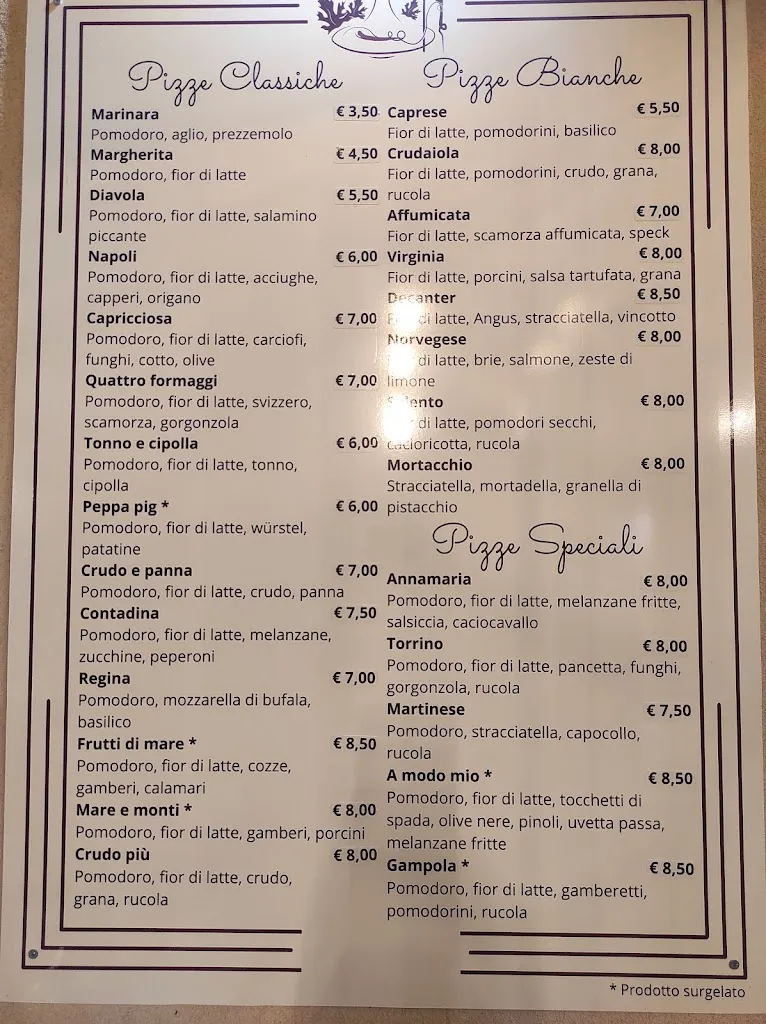 Pizze Classiche
Marinara € 3,50
Pomodoro, aglio, prezzemolo
Margherita € 4,50
Pomodoro, fior di latte
Diavola € 5,50
Pomodoro, fior di latte, salamino
piccante
Napoli € 6,00
Pomodoro, fior di latte, acciughe,
capperi, origano
Capricciosa € 7,00
Pomodoro, fior di latte, carciofi,
funghi, cotto, olive
Quattro formaggi € 7,00
Pomodoro, fior di latte, svizzero,
scamorza, gorgonzola
Tonno e cipolla € 6,00
Pomodoro, fior di latte, tonno,
cipolla
Peppa pig * € 6,00
Pomodoro, fior di latte, würstel,
patatine
Crudo e panna € 7,00
Pomodoro, fior di latte, crudo, panna
Contadina € 7,50
Pomodoro, fior di latte, melanzane,
zucchine, peperoni
Regina € 7,00
Pomodoro, mozzarella di bufala,
basilico
Frutti di mare * € 8,50
Pomodoro, fior di latte, cozze,
gamberi, calamari
Mare e monti * € 8,00
Pomodoro, fior di latte, gamberi, porcini
Crudo più € 8,00
Pomodoro, fior di latte, crudo,
grana, rucola
Pizze Bianche
Caprese € 5,50
Fior di latte, pomodorini, basilico
Crudaiola € 8,00
Fior di latte, pomodorini, crudo, grana,
rucola
Affumicata € 7,00
Fior di latte, scamorza affumicata, speck
Virginia € 8,00
Fior di latte, porcini, salsa tartufata, grana
Decanter € 8,50
Fior di latte, Angus, stracciatella, vincotto
Norvegese € 8,00
di latte, brie, salmone, zeste di
limone
€ 8,00
di latte, pomodori secchi,
cacioricotta, rucola
Mortacchio € 8,00
Stracciatella, mortadella, granella di
pistacchio
Pizze Speciali
Annamaria € 8,00
Pomodoro, fior di latte, melanzane fritte,
salsiccia, caciocavallo
Torrino € 8,00
Pomodoro, fior di latte, pancetta, funghi,
gorgonzola, rucola
Martinese € 7,50
Pomodoro, stracciatella, capocollo,
rucola
A modo mio * € 8,50
Pomodoro, fior di latte, tocchetti di
spada, olive nere, pinoli, uvetta passa,
melanzane fritte
Gampola * € 8,50
Pomodoro, fior di latte, gamberetti,
pomodorini, rucola
* Prodotto surgelato